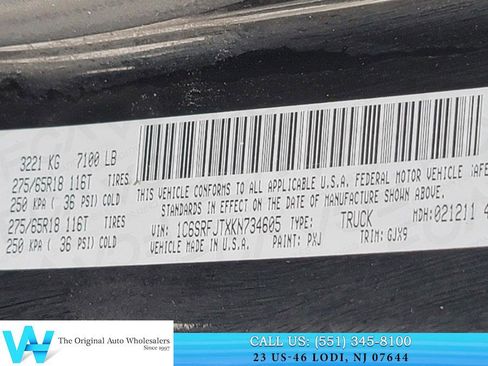 3221 KG 7100 LB
275/65R18 116T TIRES
250 KPA ( 36 PSI) COLD
275/65R18 116T TIRES
250 KPA ( 36 PSI) COLD
THIS VEHICLE CONFORMS TO ALL APPLICABLE U.S.A. FEDERAL MOTOR VEHICLE SAFE
STANDARDS IN EFFECT ON THE DATE OF MANUFACTURE SHOWN ABOVE.
VIN: 1C6SRFJTXKN734605 TYPE: TRUCK MDH: 021211 4
VEHICLE MADE IN U.S.A. PAINT: PXJ TRIM: GJX9
The Original Auto Wholesalers
Since 1997
CALL US: (551) 345-8100
23 US-46 LODI, NJ 07644